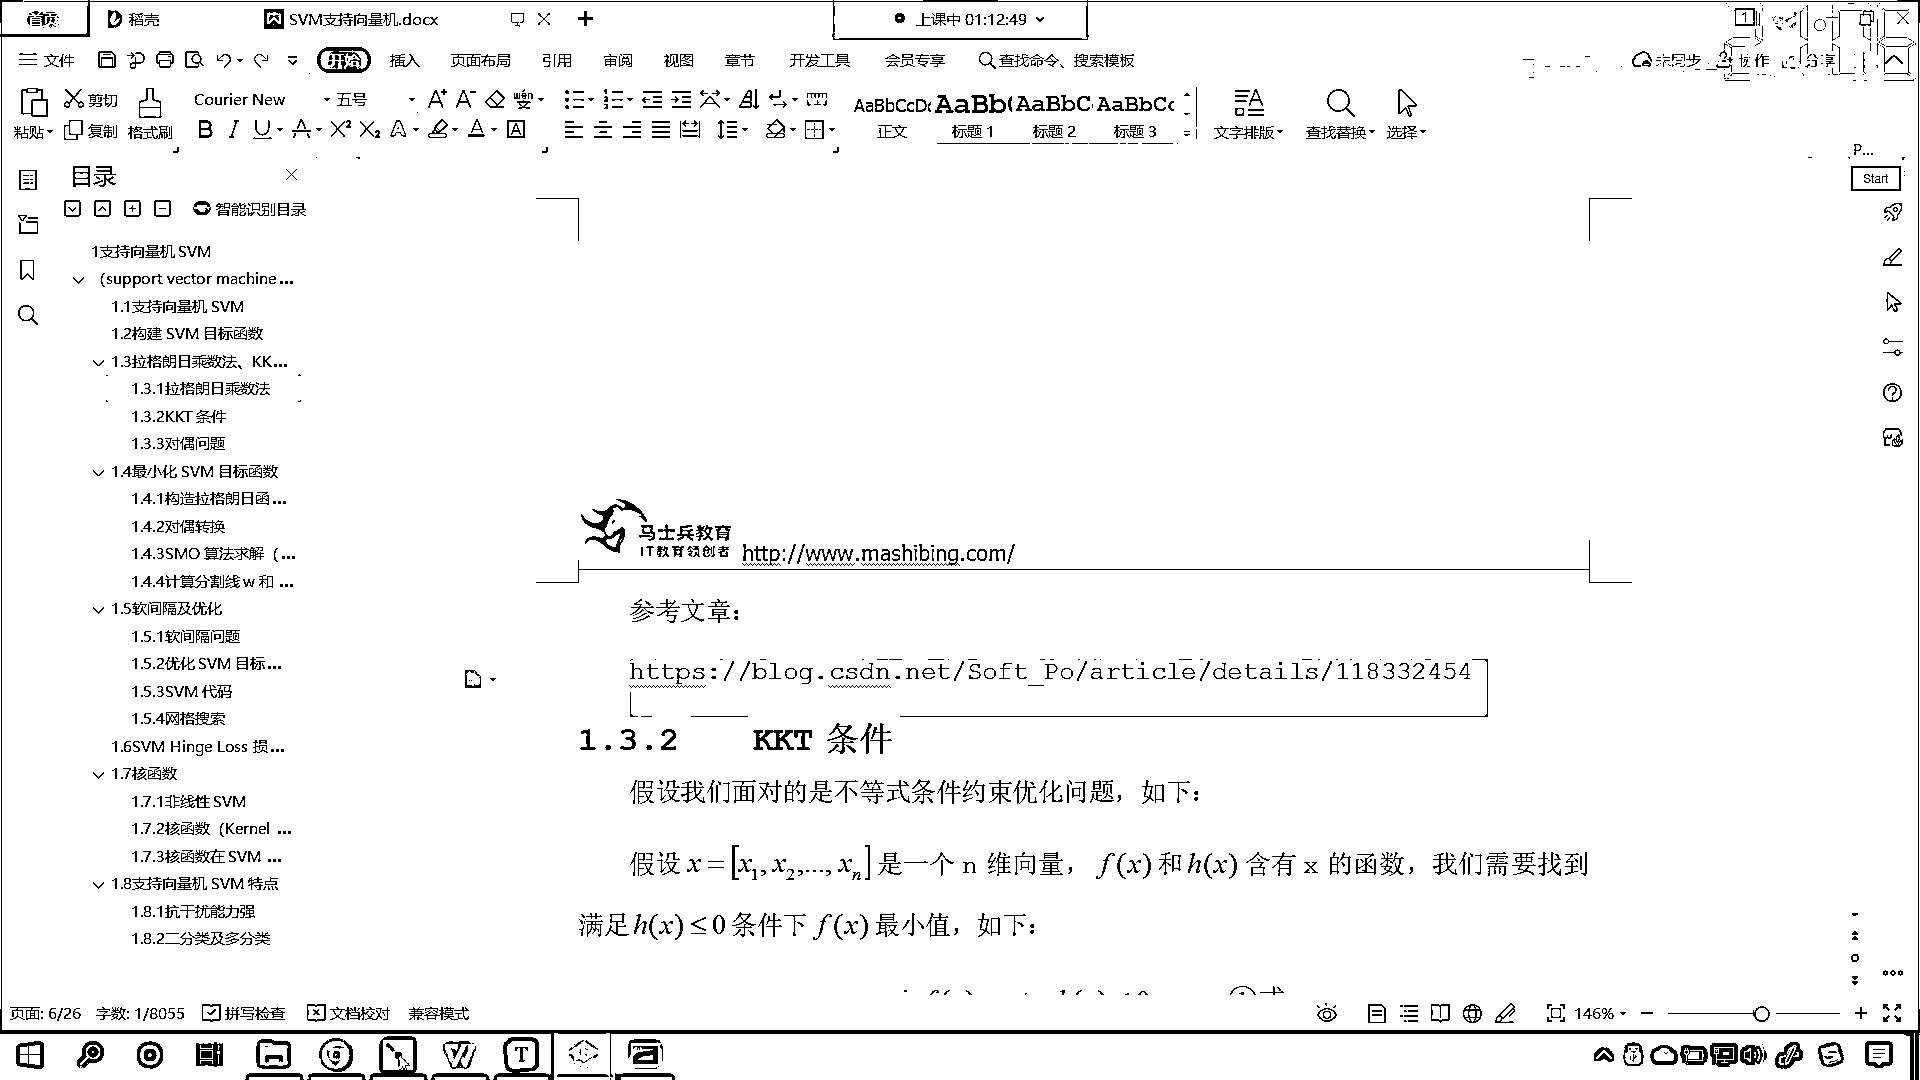 首页
稻壳
SVM支持向量机.docx
上课中 01:12:49
文件
开始
插入
页面布局
引用
审阅
视图
章节
开发工具
会员专享
查找命令、搜索模板
未同步
协作
分享
粘贴
剪切
复制
格式刷
Courier New
五号
AaBbCcDc
AaBb(
AaBbC
AaBbCc
正文
标题 1
标题 2
标题 3
文字排版
查找替换
选择
P...
Start
目录
智能识别目录
1支持向量机 SVM
（support vector machine ...
1.1支持向量机 SVM
1.2构建 SVM 目标函数
1.3拉格朗日乘数法、KK...
1.3.1拉格朗日乘数法
1.3.2KKT 条件
1.3.3对偶问题
1.4最小化 SVM 目标函数
1.4.1构造拉格朗日函 ...
1.4.2对偶转换
1.4.3SMO 算法求解（ ...
1.4.4计算分割线 w 和 ...
1.5软间隔及优化
1.5.1软间隔问题
1.5.2优化 SVM 目标...
1.5.3SVM 代码
1.5.4网格搜索
1.6SVM Hinge Loss 损...
1.7核函数
1.7.1非线性 SVM
1.7.2核函数（Kernel ...
1.7.3核函数在 SVM ...
1.8支持向量机 SVM 特点
1.8.1抗干扰能力强
1.8.2二分类及多分类
马士兵教育
IT教育领创者
http://www.mashibing.com/
参考文章：
https://blog.csdn.net/Soft_Po/article/details/118332454
1.3.2 KKT 条件
假设我们面对的是不等式条件约束优化问题，如下：
假设 x = [x₁, x₂,..., xₙ] 是一个 n 维向量， f(x) 和 h(x) 含有 x 的函数，我们需要找到
满足 h(x) ≤ 0 条件下 f(x) 最小值，如下：
页面: 6/26
字数: 1/8055
拼写检查
文档校对
兼容模式
146%